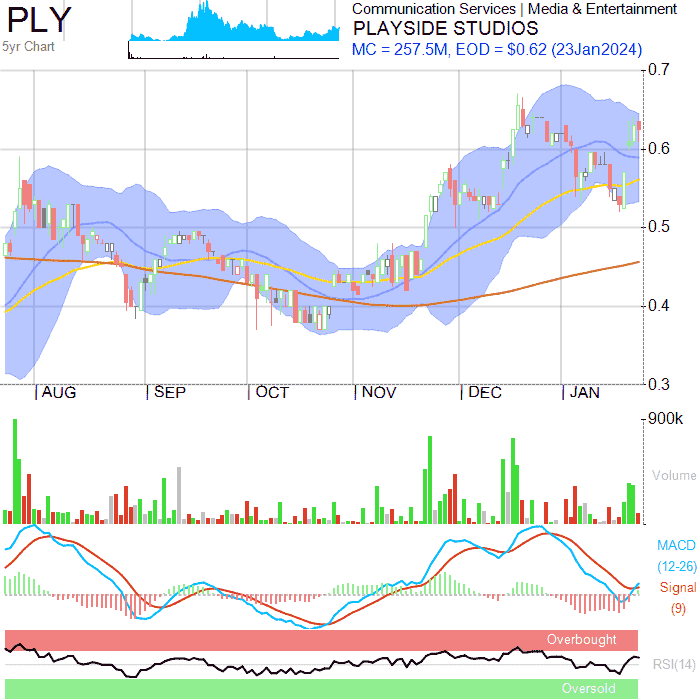 PLY
5yr Chart
Communication Services | Media & Entertainment
PLAYSIDE STUDIOS
MC = 257.5M, EOD = $0.62 (23Jan2024)
0.7
0.6
0.5
0.4
0.3
AUG SEP OCT NOV DEC JAN
900k
Volume
MACD
(12-26)
Signal
(9)
Overbought
RSI(14)
Oversold